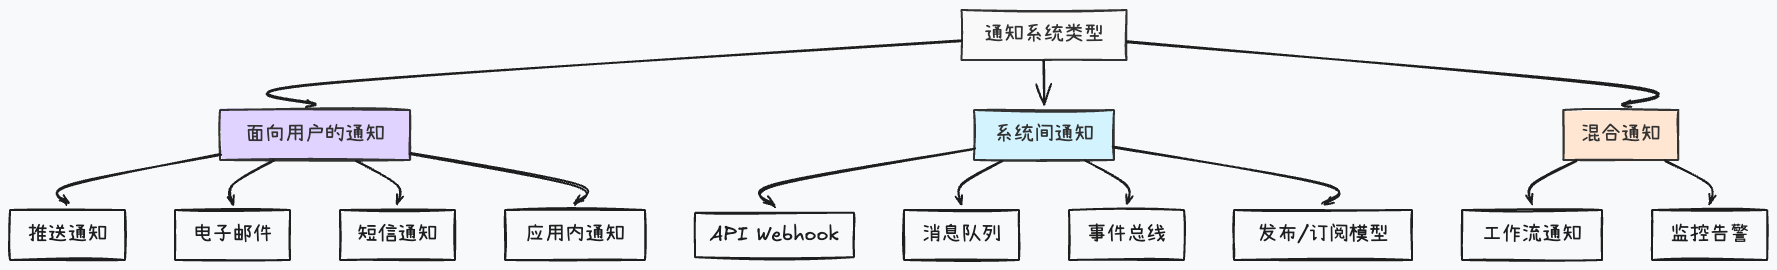 通知系统类型
面向用户的通知
系统间通知
混合通知
推送通知
电子邮件
短信通知
应用内通知
API Webhook
消息队列
事件总线
发布/订阅模型
工作流通知
监控告警